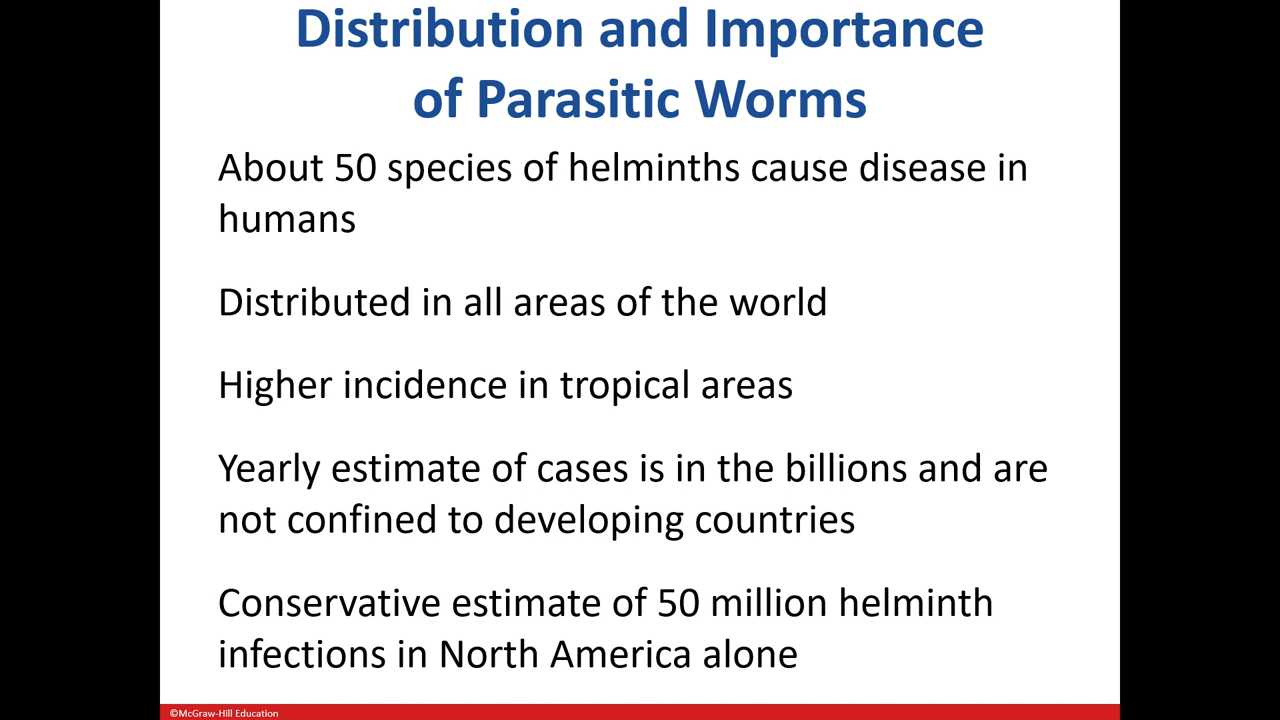 Distribution and Importance
of Parasitic Worms
About 50 species of helminths cause disease in
humans
Distributed in all areas of the world
Higher incidence in tropical areas
Yearly estimate of cases is in the billions and are
not confined to developing countries
Conservative estimate of 50 million helminth
infections in North America alone
©McGraw-Hill Education